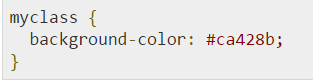 myclass {
  background-color: #ca428b;
}